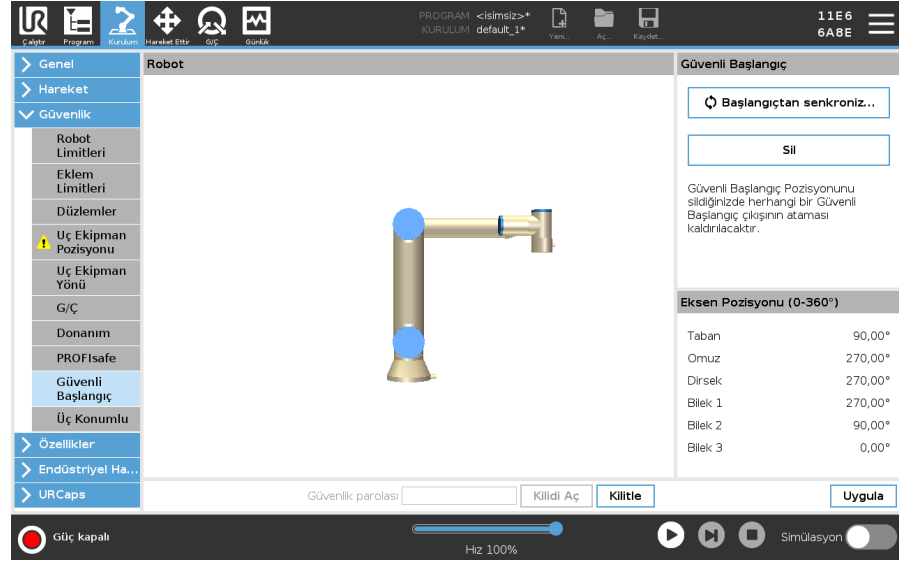 PROGRAM <isimsiz>*
KURULUM default_1*
11E6
6A8E
Çalıştır Program Kurulum Hareket Ettir G/Ç Günlük Yeni... Aç... Kaydet...
Genel
Hareket
Güvenlik
Robot
Limitleri
Eklem
Limitleri
Düzlemler
Uç Ekipman
Pozisyonu
Uç Ekipman
Yönü
G/Ç
Donanım
PROFIsafe
Güvenli
Başlangıç
Üç Konumlu
Özellikler
Endüstriyel Ha...
URCaps
Robot
Güvenlik parolası Kilidi Aç Kilitle
Güvenli Başlangıç
Başlangıçtan senkroniz...
Sil
Güvenli Başlangıç Pozisyonunu
sildiğinizde herhangi bir Güvenli
Başlangıç çıkışının ataması
kaldırılacaktır.
Eksen Pozisyonu (0-360°)
Taban 90,00°
Omuz 270,00°
Dirsek 270,00°
Bilek 1 270,00°
Bilek 2 90,00°
Bilek 3 0,00°
Uygula
Güç kapalı
Hız 100%
Simülasyon